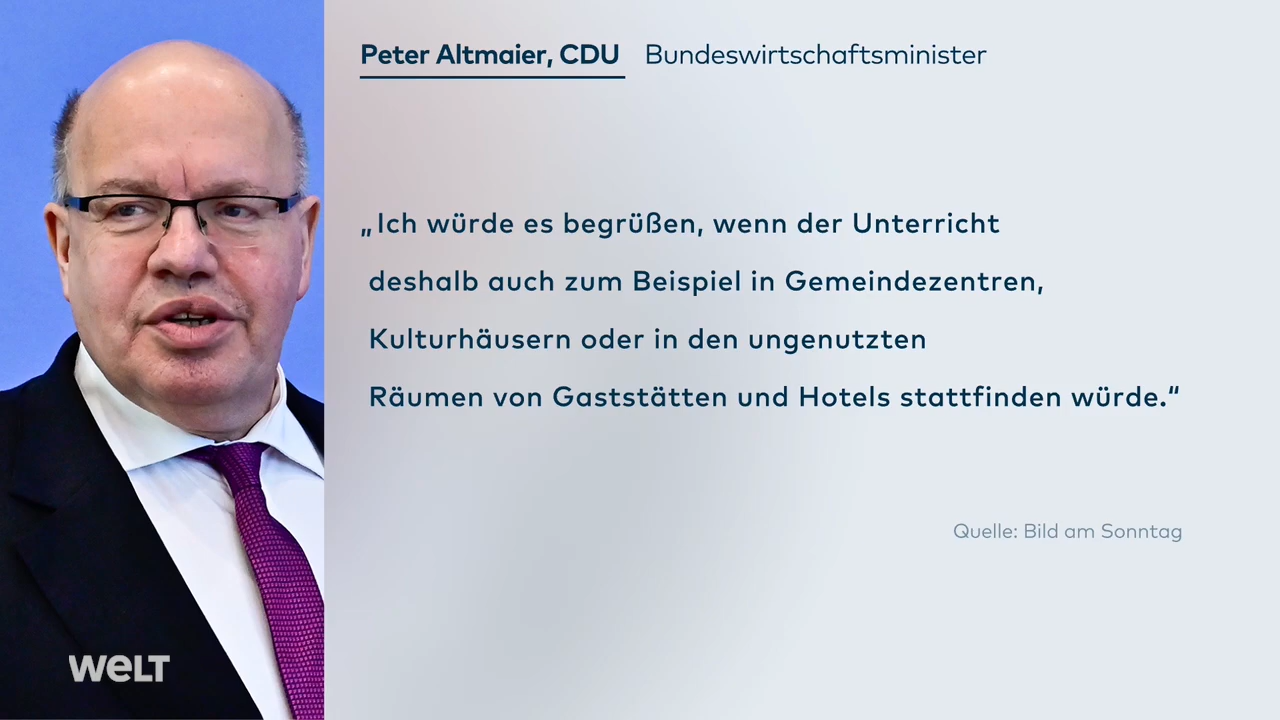 Peter Altmaier, CDU Bundeswirtschaftsminister
„Ich würde es begrüßen, wenn der Unterricht
deshalb auch zum Beispiel in Gemeindezentren,
Kulturhäusern oder in den ungenutzten
Räumen von Gaststätten und Hotels stattfinden würde.“
Quelle: Bild am Sonntag
WELT